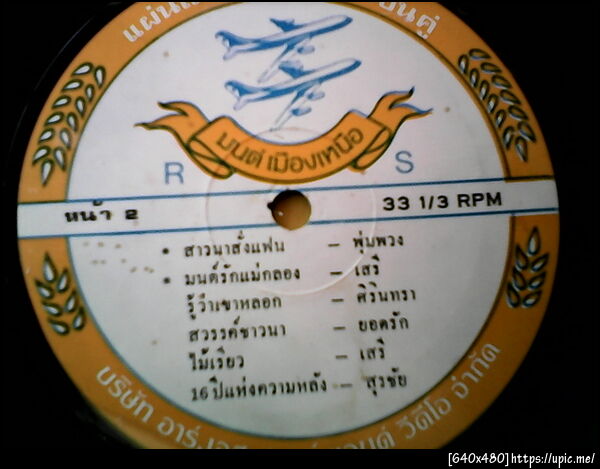 แผ่นเ
บินคู่
มนต์เมืองเหนือ
R S
หน้า 2
33 1/3 RPM
• สาวนาสั่งแฟน – พุ่มพวง
• มนต์รักแม่กลอง – เสรี
รู้ว่าเขาหลอก – ศิรินทรา
สวรรค์ชาวนา – ยอดรัก
ไม้เรียว – เสรี
16 ปีแห่งความหลัง – สุรชัย
บริษัท อาร์.เอส วีดีโอ จำกัด
[640x480]https://upic.me/